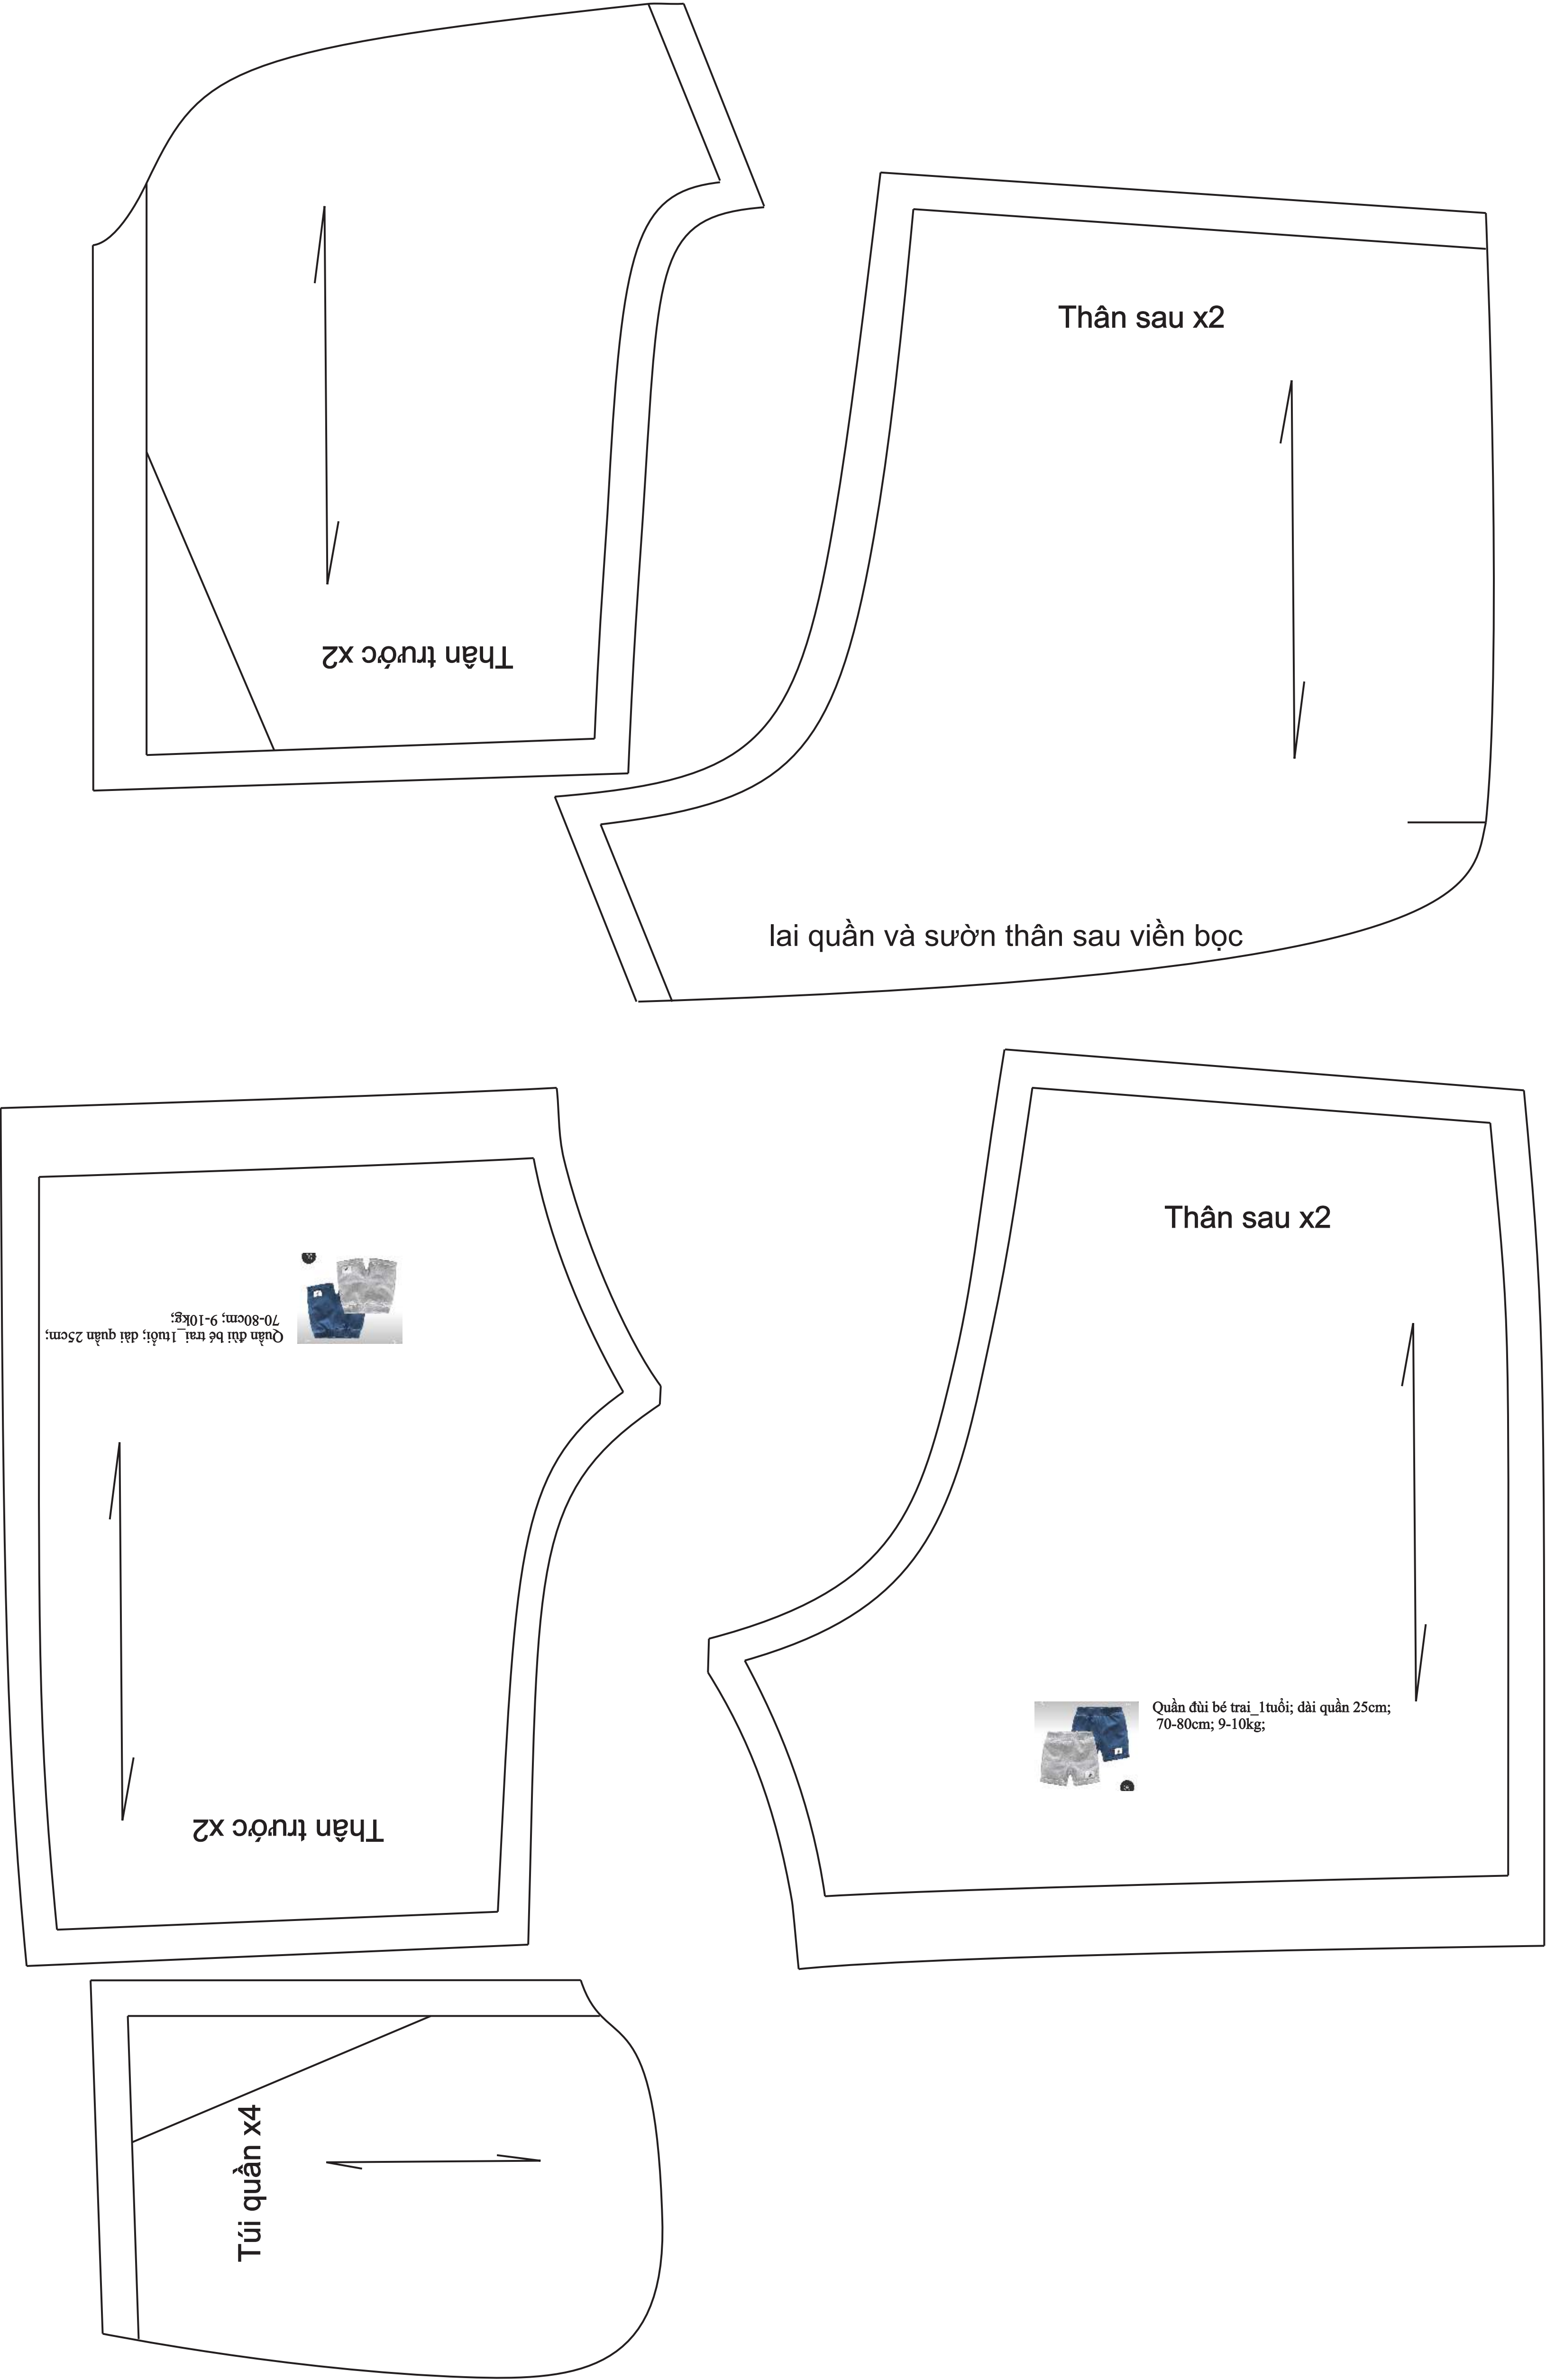 Thân sau x2
Thân trước x2
lai quần và sườn thân sau viền bọc
Thân sau x2
Quần đùi bé trai_1tuổi; dài quần 25cm;
70-80cm; 9-10kg;
Quần đùi bé trai_1tuổi; dài quần 25cm;
70-80cm; 9-10kg;
Thân trước x2
Túi quần x4